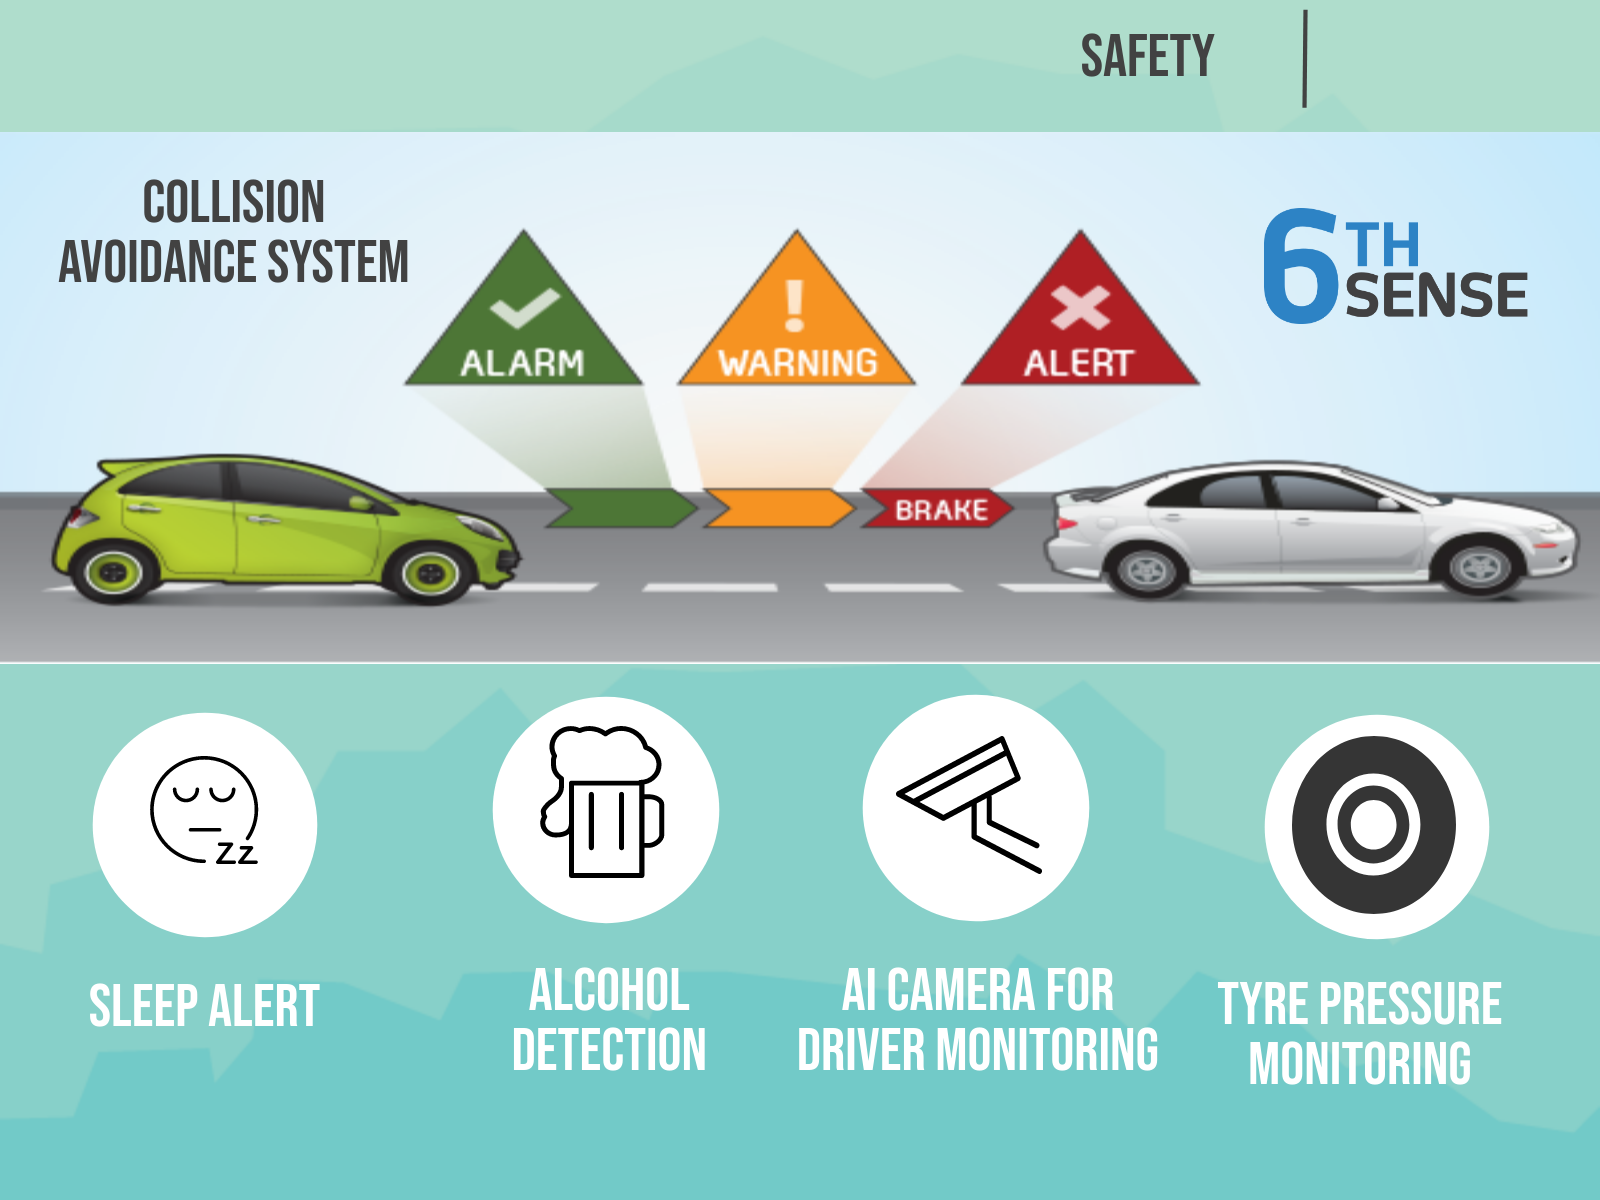 SAFETY
COLLISION
AVOIDANCE SYSTEM
ALARM
WARNING
ALERT
6TH
SENSE
BRAKE
zz
SLEEP ALERT
ALCOHOL
DETECTION
AI CAMERA FOR
DRIVER MONITORING
TYRE PRESSURE
MONITORING